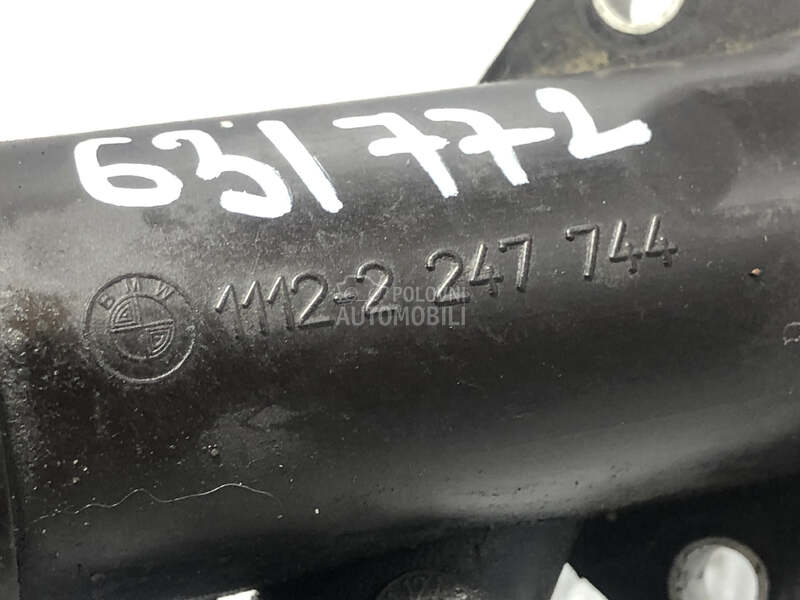 631772
1112-2 247 744
BMW
POLOVNI
AUTOMOBILI